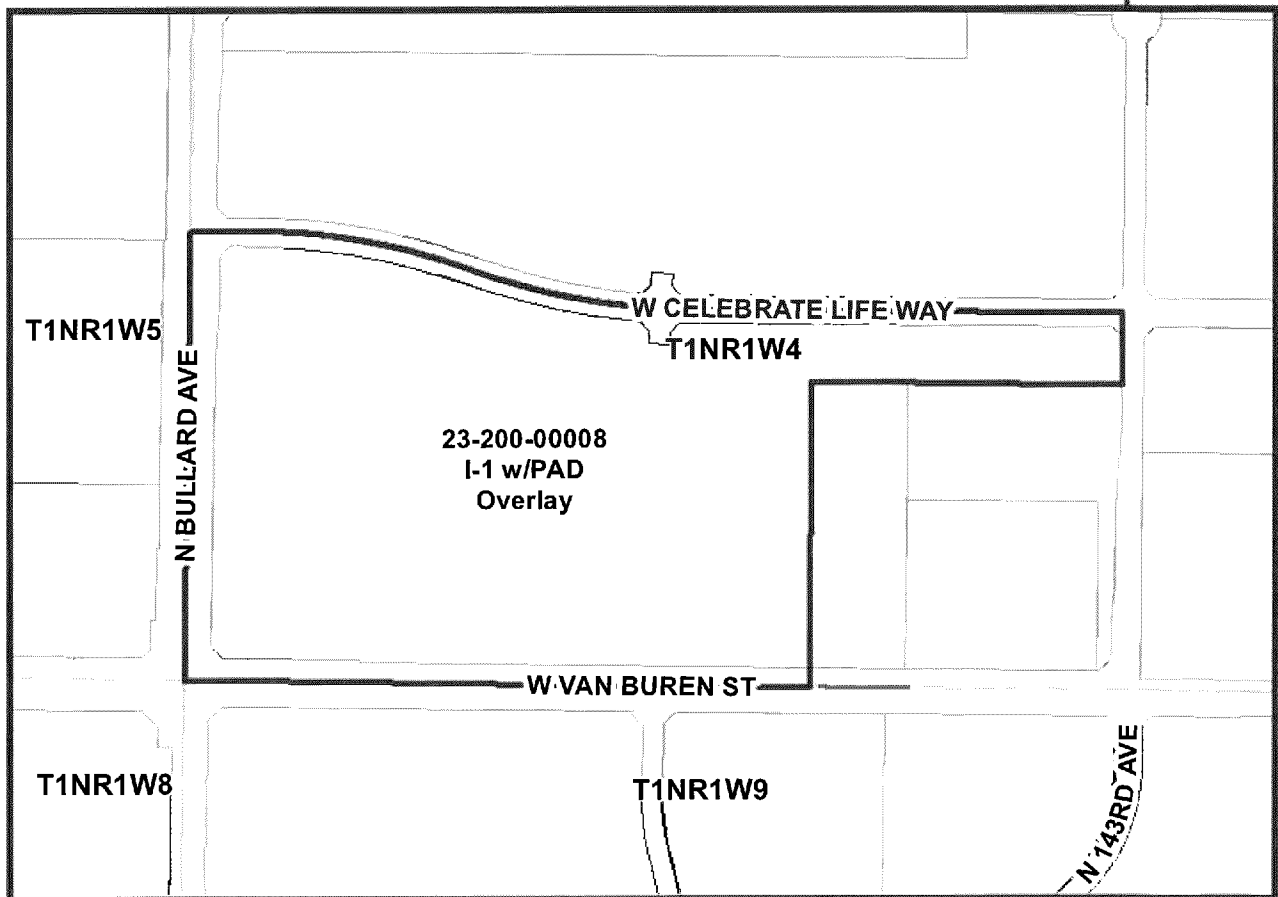 W CELEBRATE LIFE WAY
T1NR1W5
T1NR1W4
N BULLARD AVE
23-200-00008
I-1 w/PAD
Overlay
W VAN BUREN ST
T1NR1W8
T1NR1W9
N 143RD AVE